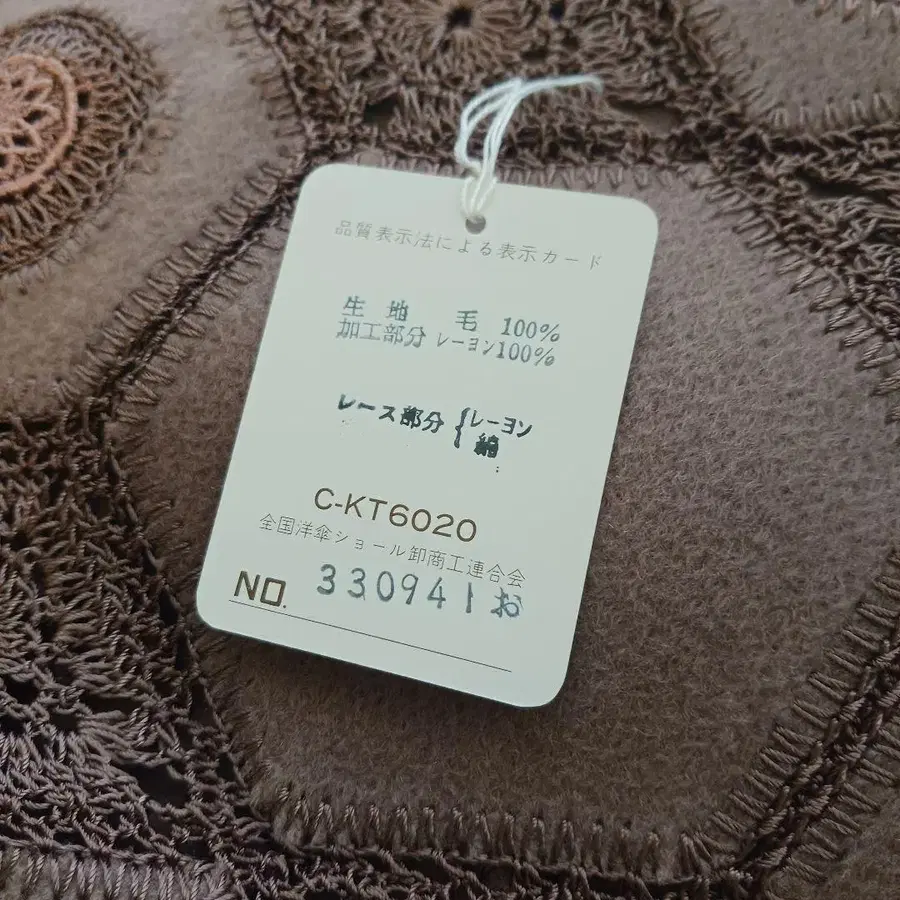 品質表示法による表示カード
生地 毛 100%
加工部分 レーヨン100%
レース部分 { レーヨン
綿
C-KT6020
全国洋傘ショール卸商工連合会
NO. 330941お